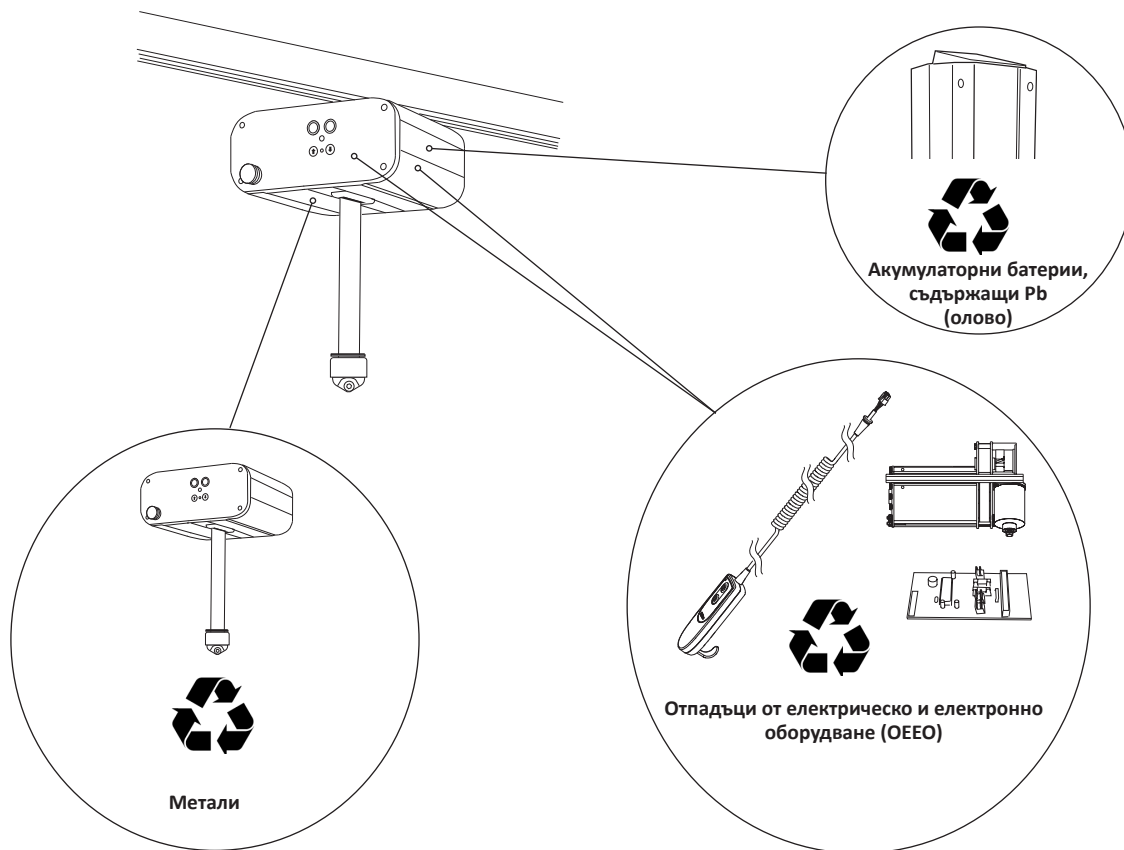 Акумулаторни батерии,
съдържащи Pb
(олово)
Отпадъци от електрическо и електронно
оборудване (ОЕЕО)
Метали